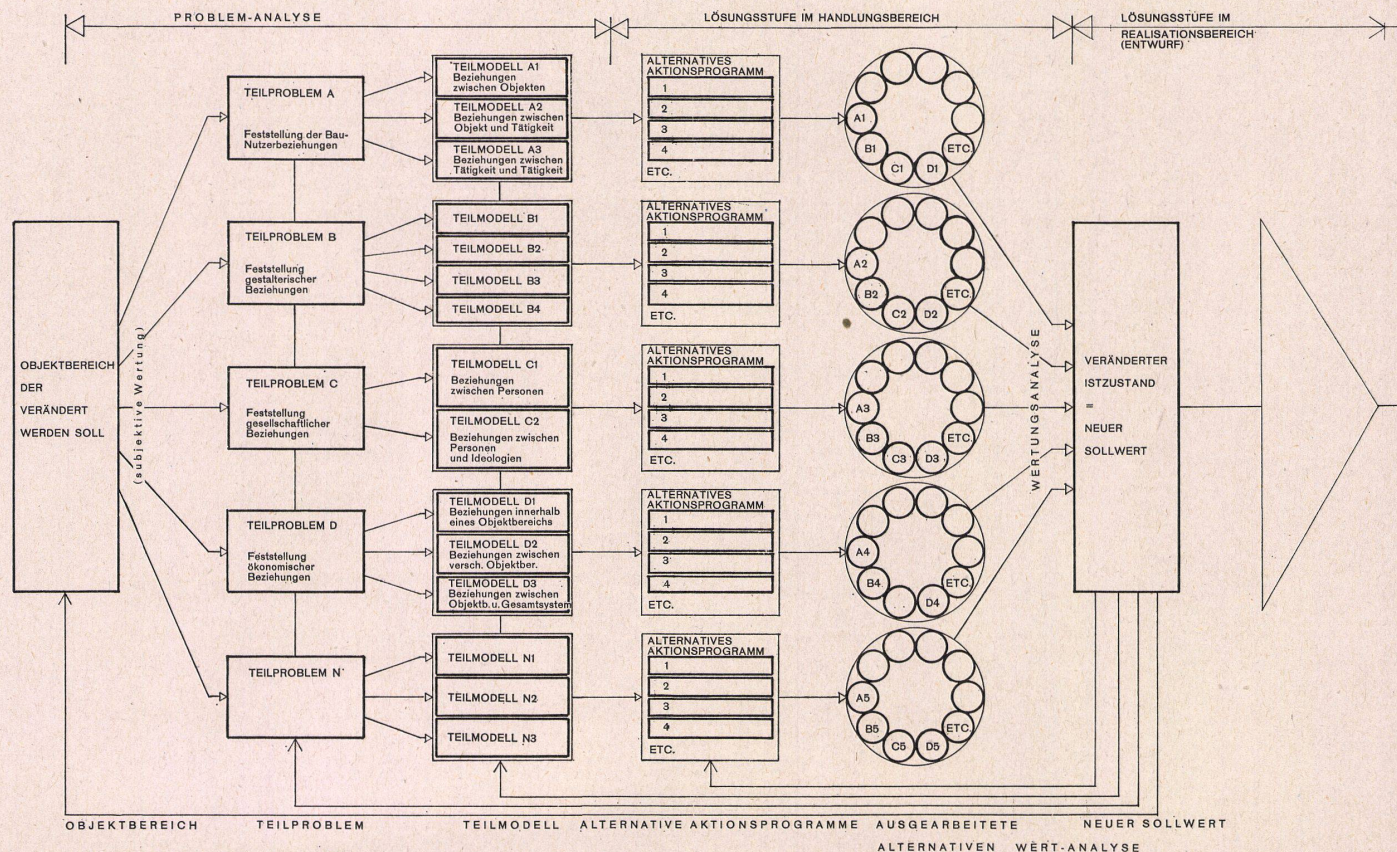 PROBLEM-ANALYSE
LÖSUNGSSTUFE IM HANDLUNGSBEREICH
LÖSUNGSSTUFE IM
REALISATIONSBEREICH
(ENTWURF)
OBJEKTBEREICH
DER
VERÄNDERT
WERDEN SOLL
(subjektive Wertung)
TEILPROBLEM A
Feststellung der Bau-
Nutzerbeziehungen
TEILPROBLEM B
Feststellung
gestalterischer
Beziehungen
TEILPROBLEM C
Feststellung
gesellschaftlicher
Beziehungen
TEILPROBLEM D
Feststellung
ökonomischer
Beziehungen
TEILPROBLEM N
TEILMODELL A1
Beziehungen
zwischen Objekten
TEILMODELL A2
Beziehungen zwischen
Objekt und Tätigkeit
TEILMODELL A3
Beziehungen zwischen
Tätigkeit und Tätigkeit
TEILMODELL B1
TEILMODELL B2
TEILMODELL B3
TEILMODELL B4
TEILMODELL C1
Beziehungen
zwischen Personen
TEILMODELL C2
Beziehungen zwischen
Personen
und Ideologien
TEILMODELL D1
Beziehungen innerhalb
eines Objektbereichs
TEILMODELL D2
Beziehungen zwischen
versch. Objektber.
TEILMODELL D3
Beziehungen zwischen
Objektb.u.Gesamtsystem
TEILMODELL N1
TEILMODELL N2
TEILMODELL N3
ALTERNATIVES
AKTIONSPROGRAMM
1
2
3
4
ETC.
ALTERNATIVES
AKTIONSPROGRAMM
1
2
3
4
ETC.
ALTERNATIVES
AKTIONSPROGRAMM
1
2
3
4
ETC.
ALTERNATIVES
AKTIONSPROGRAMM
1
2
3
4
ETC.
ALTERNATIVES
AKTIONSPROGRAMM
1
2
3
4
ETC.
A1
B1
C1
D1
ETC.
A2
B2
C2
D2
ETC.
A3
B3
C3
D3
ETC.
A4
B4
D4
ETC.
A5
B5
C5
D5
ETC.
WERTUNGSANALYSE
VERÄNDERTER
ISTZUSTAND
=
NEUER
SOLLWERT
OBJEKTBEREICH TEILPROBLEM TEILMODELL ALTERNATIVE AKTIONSPROGRAMME AUSGEARBEITETE NEUER SOLLWERT
ALTERNATIVEN WERT-ANALYSE